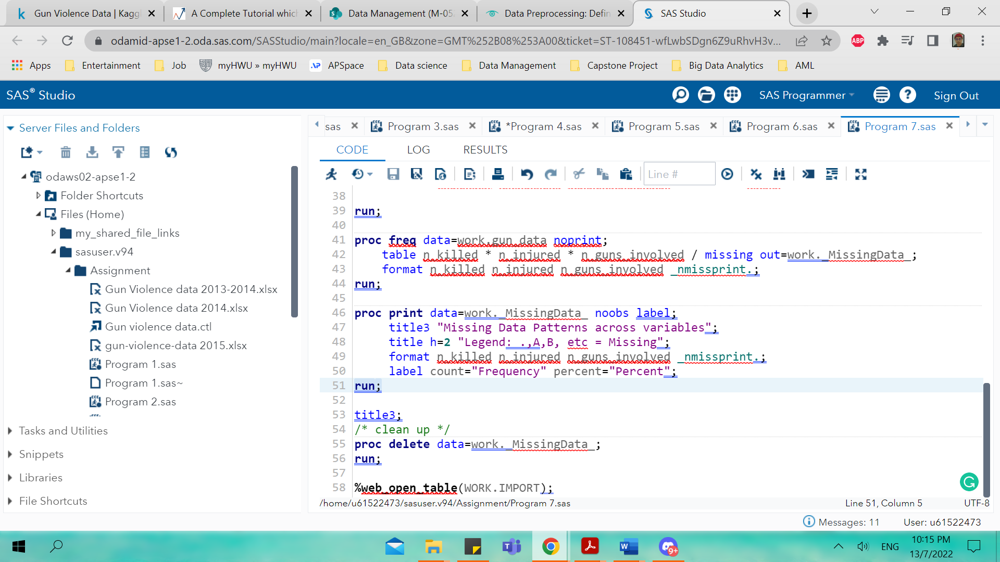 Gun Violence Data | Kaggl
A Complete Tutorial which
Data Management (M-052
Data Preprocessing: Defin
SAS Studio
odamid-apse1-2.oda.sas.com/SASStudio/main?locale=en_GB&zone=GMT%252B08%253A00&ticket=ST-108451-wfLwbSDgn6Z9uRhvH3v...
ABP
Apps
Entertainment
Job
myHWU » myHWU
APSpace
Data science
Data Management
Capstone Project
Big Data Analytics
AML
SAS® Studio
SAS Programmer
Sign Out
Server Files and Folders
odaws02-apse1-2
Folder Shortcuts
Files (Home)
my_shared_file_links
sasuser.v94
Assignment
Gun Violence data 2013-2014.xlsx
Gun Violence data 2014.xlsx
Gun violence data.ctl
gun-violence-data 2015.xlsx
Program 1.sas
Program 1.sas~
Program 2.sas
Tasks and Utilities
Snippets
Libraries
File Shortcuts
sas
Program 3.sas
*Program 4.sas
Program 5.sas
Program 6.sas
Program 7.sas
CODE
LOG
RESULTS
Line #
38
39 run;
40
41 proc freq data=work.gun_data noprint;
42 table n_killed * n_injured * n_guns_involved / missing out=work._MissingData_;
43 format n_killed n_injured n_guns_involved _nmissprint.;
44 run;
45
46 proc print data=work._MissingData_ noobs label;
47 title3 "Missing Data Patterns across variables";
48 title h=2 "Legend: .,A,B, etc = Missing";
49 format n_killed n_injured n_guns_involved _nmissprint.;
50 label count="Frequency" percent="Percent";
51 run;
52
53 title3;
54 /* clean up */
55 proc delete data=work._MissingData_;
56 run;
57
58 %web_open_table(WORK.IMPORT);
/home/u61522473/sasuser.v94/Assignment/Program 7.sas
Line 51, Column 5
UTF-8
Messages: 11
User: u61522473
9+
ENG
10:15 PM
13/7/2022